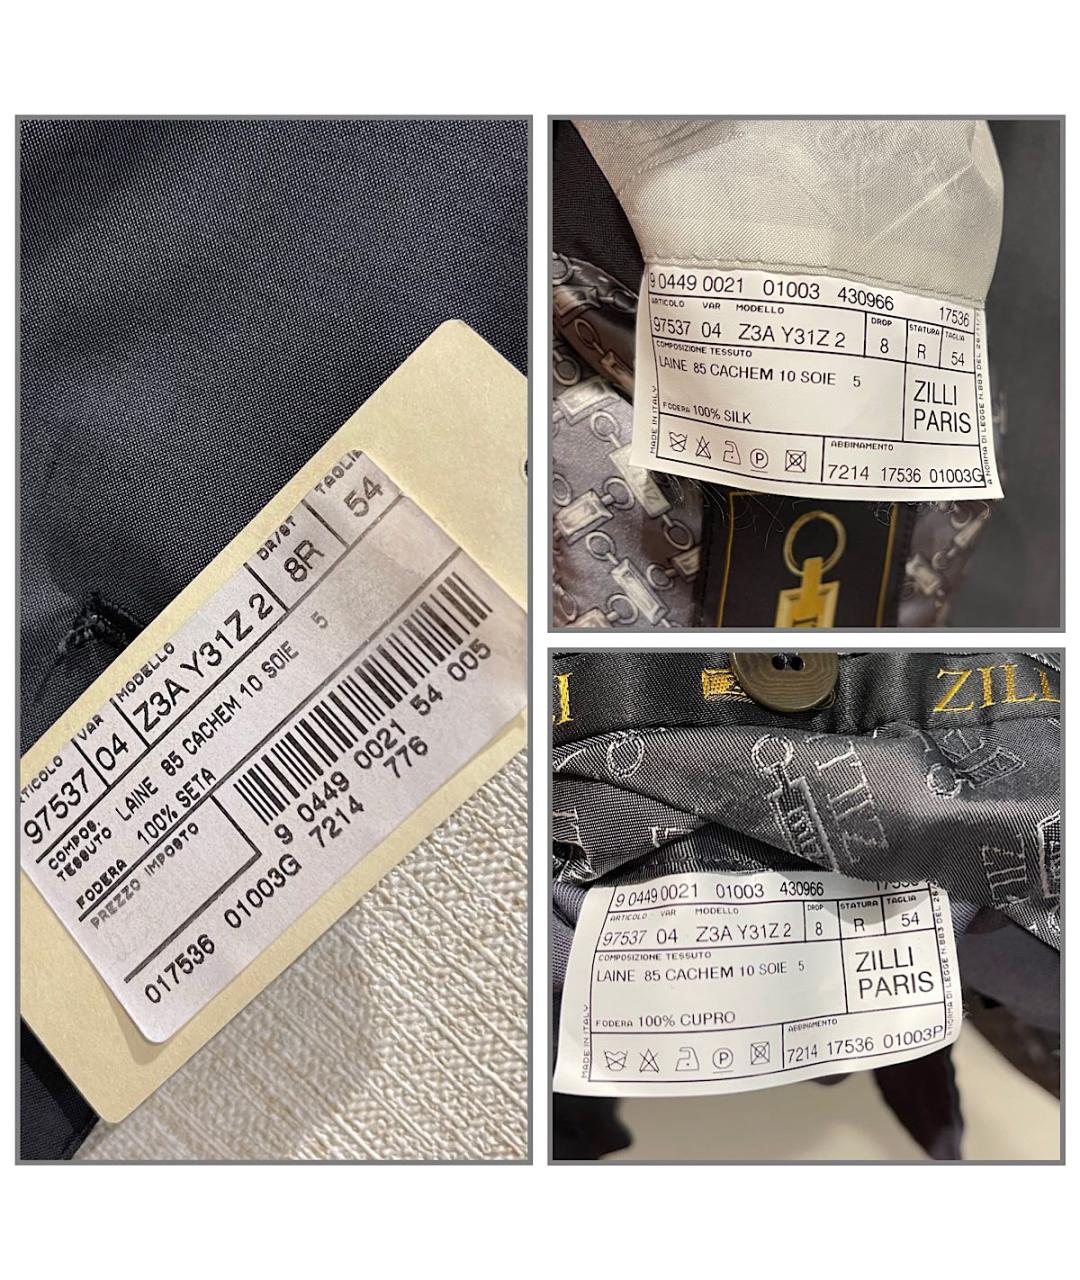 TAGLIE
54
DR/ST
8R
MODELLO
Z3A Y31Z 2
VAR
04
97537
COMPOS.
TESSUTO
LAINE 85 CACHEM 10 SOIE 5
FODERA 100% SETA
PREZZO IMPOSTO
9 0449 0021 54 005
7214 776
017536 01003G
9 0449 0021 01003 430966 17536
ARTICOLO VAR MODELLO DROP STATURA TAGLIA
97537 04 Z3A Y31Z 2 8 R 54
COMPOSIZIONE TESSUTO
LAINE 85 CACHEM 10 SOIE 5
ZILLI
PARIS
FODERA 100% SILK
MADE IN ITALY
P
ABBINAMENTO
7214 17536 01003G
ZILLI
ZILLI
9 0449 0021 01003 430966
ARTICOLO VAR MODELLO DROP STATURA TAGLIA
97537 04 Z3A Y31Z 2 8 R 54
COMPOSIZIONE TESSUTO
LAINE 85 CACHEM 10 SOIE 5
ZILLI
PARIS
FODERA 100% CUPRO
MADE IN ITALY
P
ABBINAMENTO
7214 17536 01003P